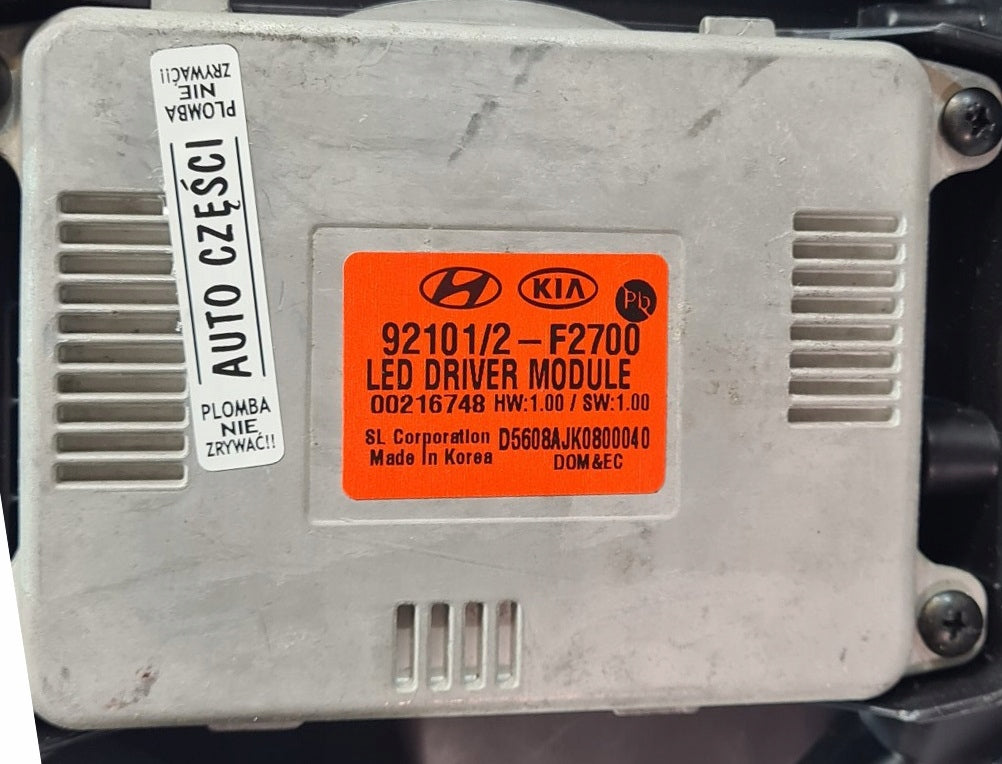 PLOMBA
NIE
ZRYWAĆ!!
AUTO CZĘŚCI
PLOMBA
NIE
ZRYWAĆ!!
KIA
Pb
92101/2-F2700
LED DRIVER MODULE
00216748 HW:1.00 / SW:1.00
SL Corporation D5608AJK0800040
Made In Korea DOM&EC